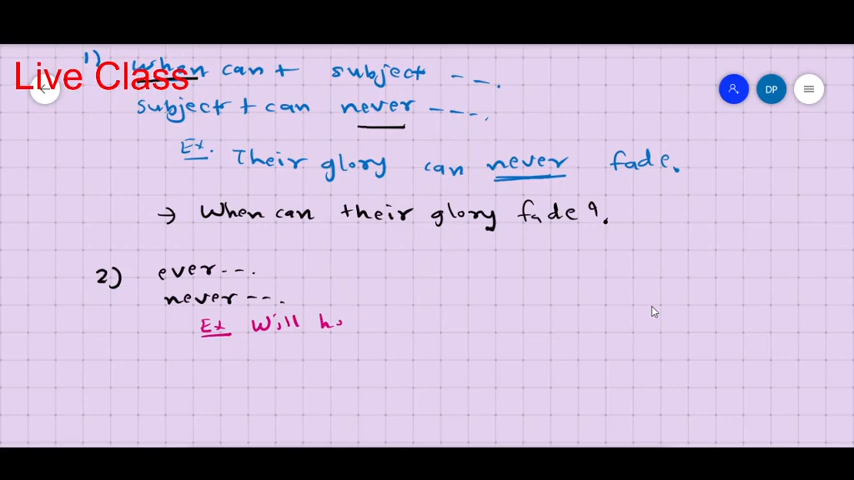 1) When can + subject ---.
Live Class
subject + can never ---.
DP
Ex. Their glory can never fade.
→ When can their glory fade ?.
2) ever---.
never---.
Ex Will h